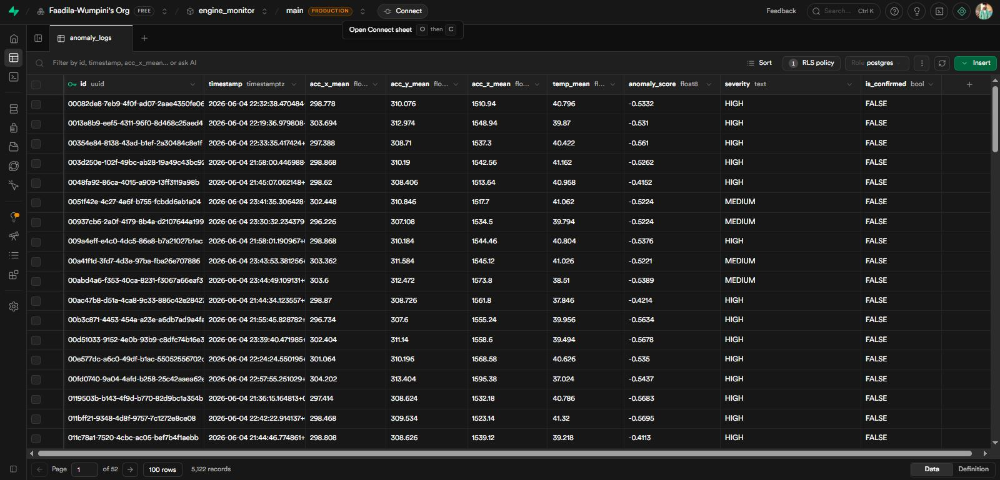 Faadila-Wumpini's Org FREE engine_monitor main PRODUCTION Connect Feedback Search... Ctrl K
Open Connect sheet O then C
anomaly_logs
Filter by id, timestamp, acc_x_mean... or ask AI Sort 1 RLS policy Role postgres Insert
id uuid timestamp timestamptz acc_x_mean flo... acc_y_mean flo... acc_z_mean flo... temp_mean fl... anomaly_score float8 severity text is_confirmed bool
00082de8-7eb9-4f0f-ad07-2aae4350fe06 2026-06-04 22:32:38.470484- 298.778 310.076 1510.94 40.796 -0.5332 HIGH FALSE
0013e8b9-eef5-4311-96f0-8d468c25aed4 2026-06-04 22:19:36.979808- 303.694 312.974 1548.94 39.87 -0.531 HIGH FALSE
00354e84-8138-43ad-b1ef-2a30484c8e1f 2026-06-04 22:33:35.417424+ 297.388 308.71 1537.3 40.422 -0.561 HIGH FALSE
003d250e-102f-49bc-ab28-19a49c43bc92 2026-06-04 21:58:00.446988- 298.868 310.19 1542.56 41.162 -0.5262 HIGH FALSE
0048fa92-86ca-4015-a909-13ff3119a98b 2026-06-04 21:45:07.062148+ 298.62 308.406 1513.64 40.958 -0.4152 HIGH FALSE
0051f42e-4c27-4a6f-b755-fcbdd6ab1a04 2026-06-04 23:41:35.306428- 302.448 310.846 1517.7 41.062 -0.5224 MEDIUM FALSE
00937cb6-2a0f-4179-8b4a-d2107644a199 2026-06-04 23:30:32.234379- 296.226 307.108 1534.5 39.794 -0.5224 MEDIUM FALSE
009a4eff-e4c0-4dc5-86e8-b7a21027b1ec 2026-06-04 21:58:01.190967+ 298.868 310.184 1544.46 40.804 -0.5376 HIGH FALSE
00a41f1d-3fd7-4d3e-97ba-fba26e707886 2026-06-04 23:43:53.381256+ 303.362 311.584 1545.12 41.026 -0.5221 MEDIUM FALSE
00abd4a6-f353-40ca-8231-f3067a66eaf3 2026-06-04 23:44:49.109131+ 303.6 312.472 1573.8 38.51 -0.5389 MEDIUM FALSE
00ac47b8-d51a-4ca8-9c33-886c42e28427 2026-06-04 21:44:34.123557+ 298.87 308.726 1561.8 37.846 -0.4214 HIGH FALSE
00b3c871-4453-454a-a23e-a6db7ad9a4fa 2026-06-04 21:55:45.828782+ 296.734 307.6 1555.24 39.956 -0.5634 HIGH FALSE
00d51033-9152-4e0b-93b9-c8dfc74b16e3 2026-06-04 23:39:40.471985+ 302.404 311.14 1558.6 39.494 -0.5678 HIGH FALSE
00e577dc-a6c0-49df-b1ac-55052556702c 2026-06-04 22:24:24.550195+ 301.064 310.196 1568.58 40.626 -0.535 HIGH FALSE
00fd0740-9a04-4afd-b258-25c42aaea62e 2026-06-04 22:57:55.251029+ 304.202 313.404 1595.38 37.024 -0.5437 HIGH FALSE
0119503b-b143-4f9d-b770-82d9bc1a354b 2026-06-04 21:36:15.164813+0 297.414 308.624 1532.18 40.786 -0.5683 HIGH FALSE
011bff21-9348-4d8f-9757-7c1272e8ce08 2026-06-04 22:42:22.914137+ 298.468 309.534 1523.14 41.32 -0.5695 HIGH FALSE
011c78a1-7520-4cbc-ac05-bef7b4f1aebb 2026-06-04 21:44:46.774861+ 298.808 308.626 1539.12 39.218 -0.4113 HIGH FALSE
Page 1 of 52 100 rows 5,122 records Data Definition